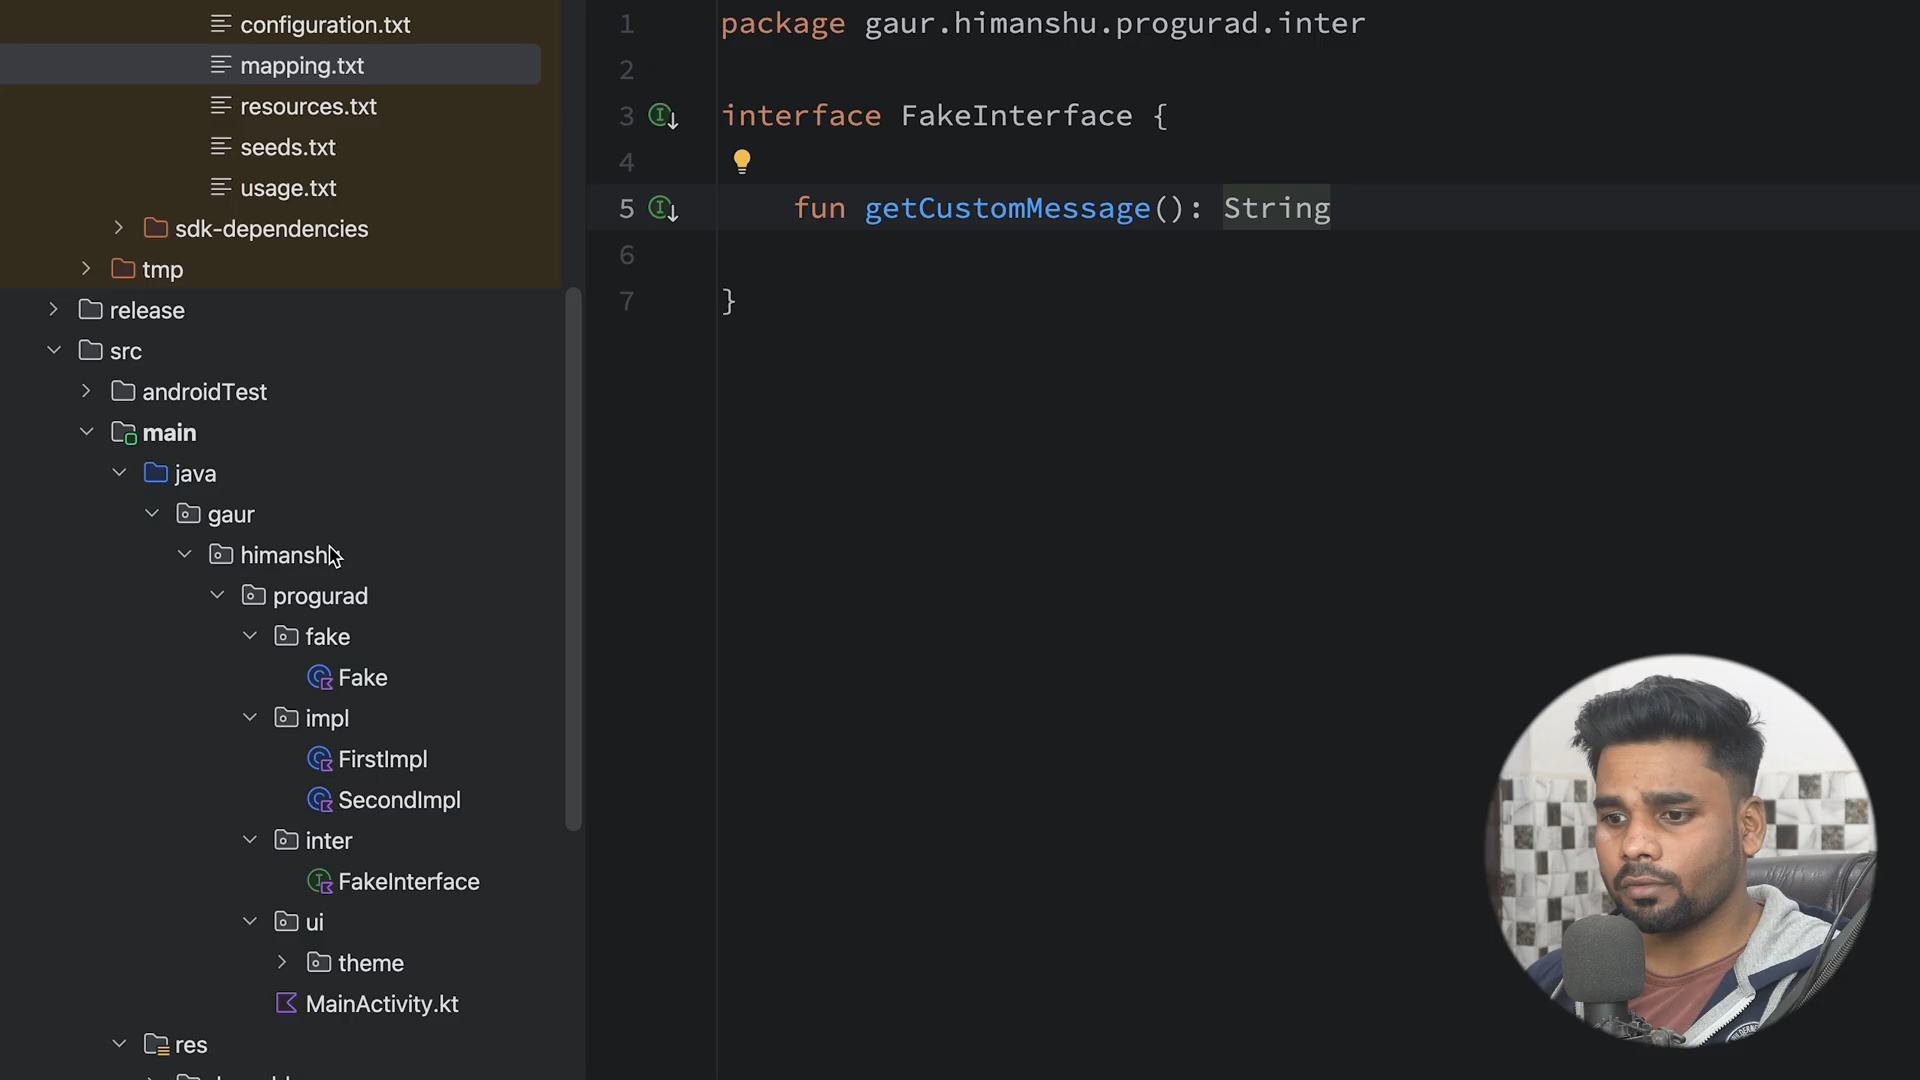 configuration.txt
mapping.txt
resources.txt
seeds.txt
usage.txt
sdk-dependencies
tmp
release
src
androidTest
main
java
gaur
himanshu
progurad
fake
Fake
impl
FirstImpl
SecondImpl
inter
FakeInterface
ui
theme
MainActivity.kt
res
1 package gaur.himanshu.progurad.inter
2
3 interface FakeInterface {
4
5 fun getCustomMessage(): String
6
7 }